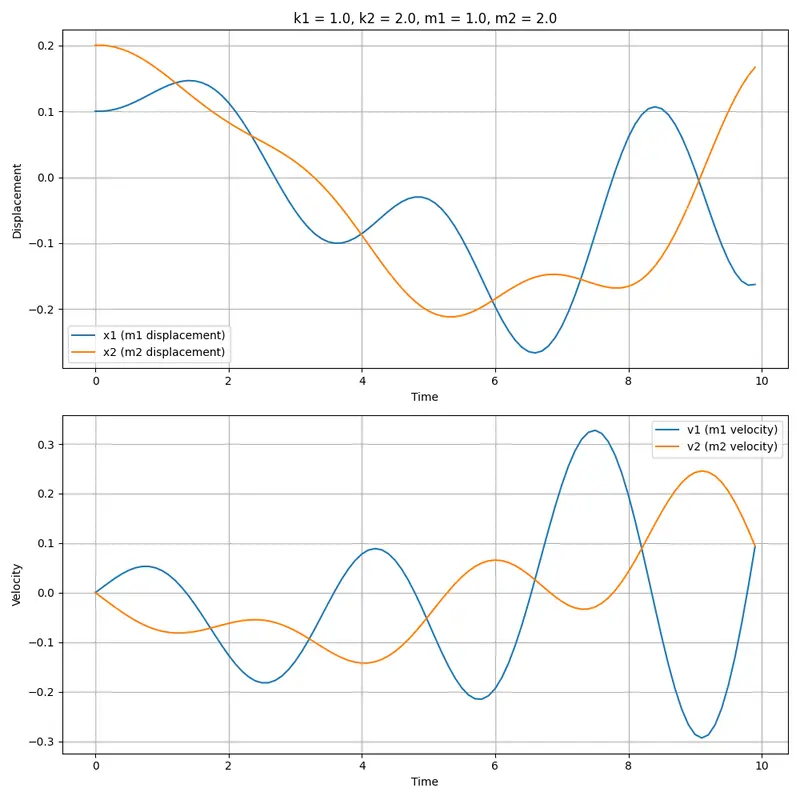 k1 = 1.0, k2 = 2.0, m1 = 1.0, m2 = 2.0
Displacement
0.2
0.1
0.0
−0.1
−0.2
x1 (m1 displacement)
x2 (m2 displacement)
0 2 4 6 8 10
Time
Velocity
0.3
0.2
0.1
0.0
−0.1
−0.2
−0.3
v1 (m1 velocity)
v2 (m2 velocity)
0 2 4 6 8 10
Time